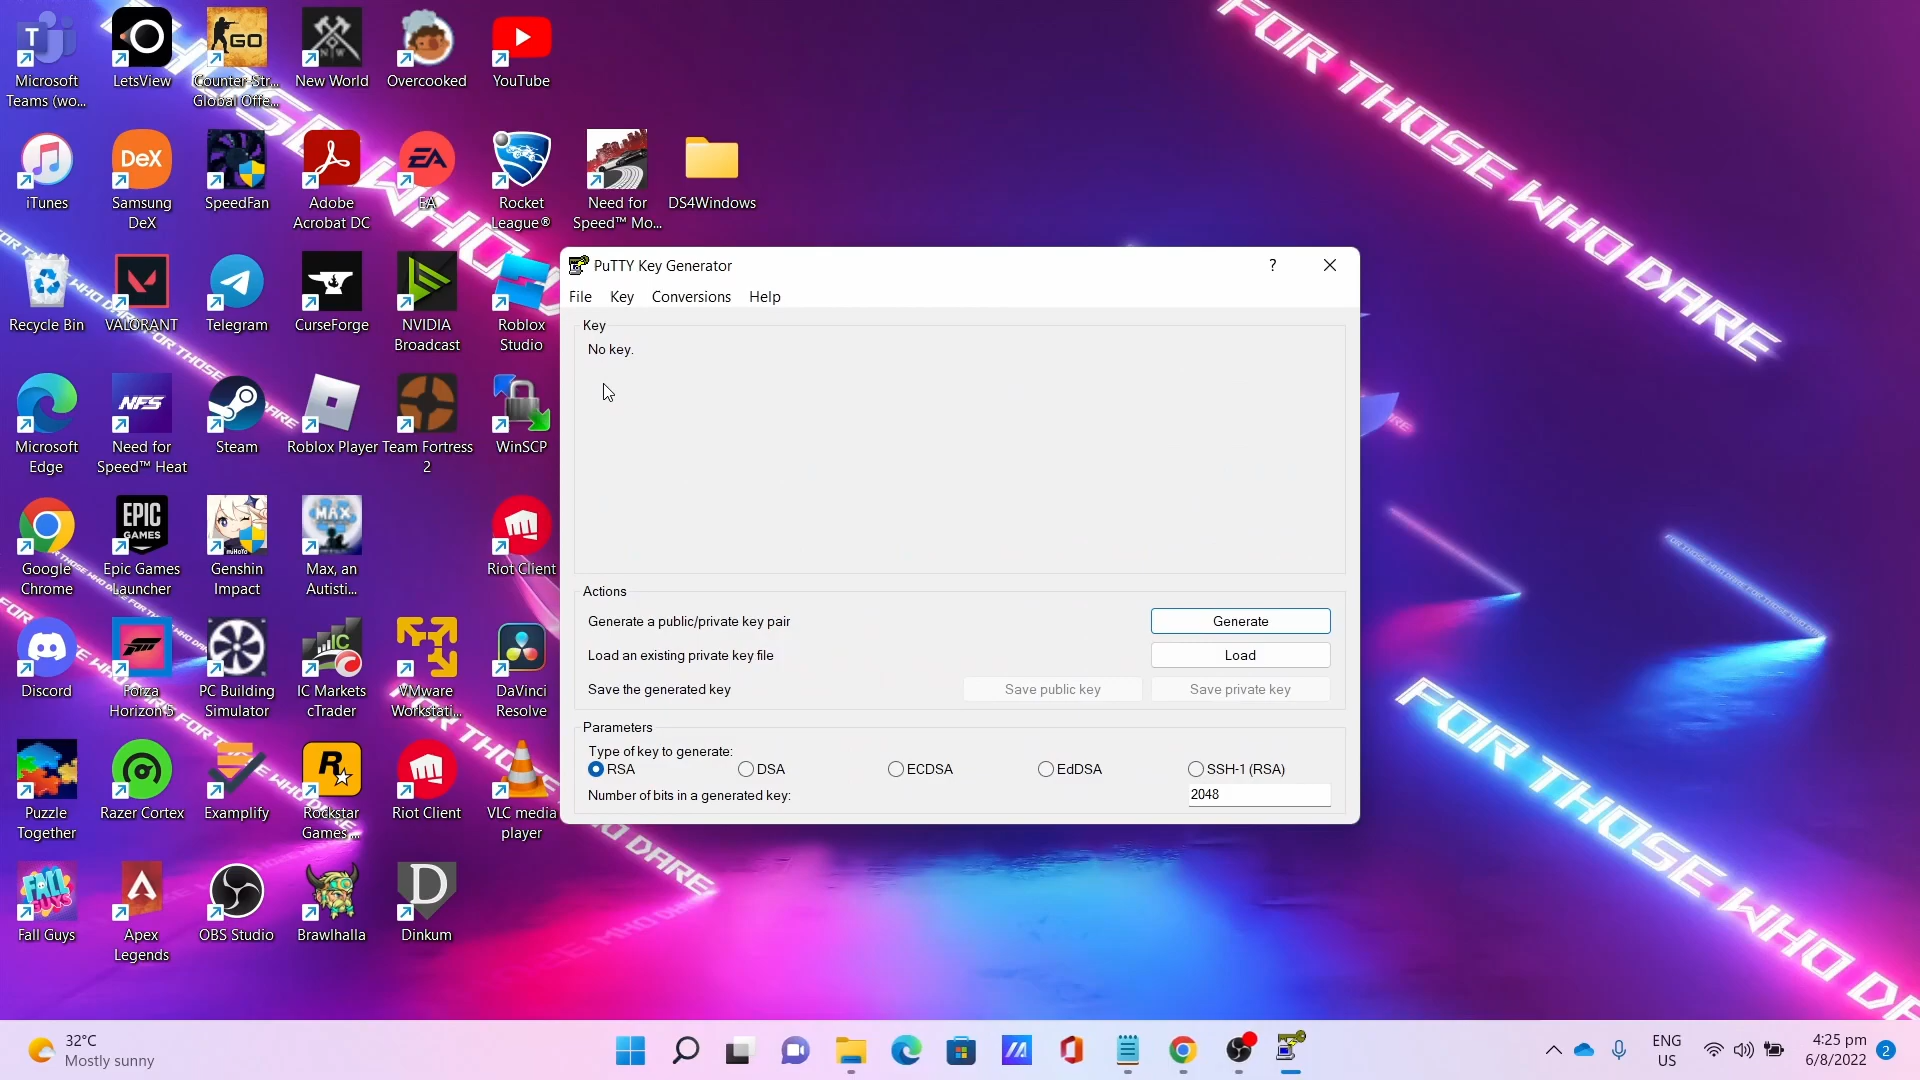 Microsoft
Teams (wo...
LetsView
Counter-Str...
Global Offe...
New World
Overcooked
YouTube
iTunes
Samsung
DeX
SpeedFan
Adobe
Acrobat DC
EA
Rocket
League®
Need for
Speed™ Mo...
DS4Windows
Recycle Bin
VALORANT
Telegram
CurseForge
NVIDIA
Broadcast
Roblox
Studio
Microsoft
Edge
Need for
Speed™ Heat
Steam
Roblox Player
Team Fortress
2
WinSCP
Google
Chrome
Epic Games
Launcher
Genshin
Impact
Max, an
Autisti...
Riot Client
Discord
Forza
Horizon 5
PC Building
Simulator
IC Markets
cTrader
VMware
Workstati...
DaVinci
Resolve
Puzzle
Together
Razer Cortex
Examplify
Rockstar
Games ...
Riot Client
VLC media
player
Fall Guys
Apex
Legends
OBS Studio
Brawlhalla
Dinkum
PuTTY Key Generator
?
File Key Conversions Help
Key
No key.
Actions
Generate a public/private key pair
Generate
Load an existing private key file
Load
Save the generated key
Save public key
Save private key
Parameters
Type of key to generate:
RSA DSA ECDSA EdDSA SSH-1 (RSA)
Number of bits in a generated key:
2048
FOR THOSE WHO DARE
FOR THOSE WHO DARE
32°C
Mostly sunny
ENG
US
4:25 pm
6/8/2022
2